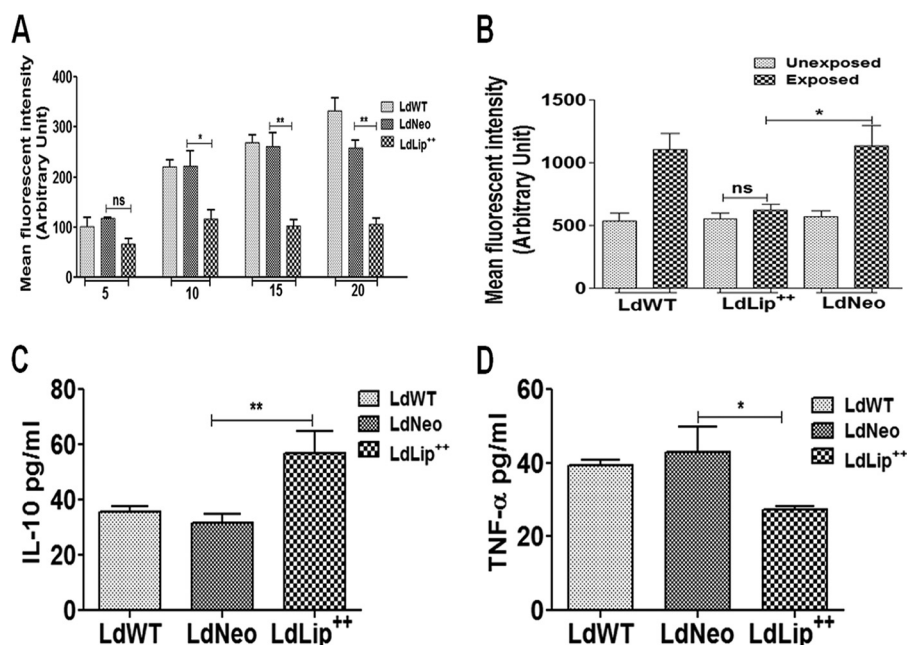 A
Mean fluorescent intensity
(Arbitrary Unit)
400
300
200
100
0
ns
*
**
**
LdWT
LdNeo
LdLip++
5
10
15
20
B
Unexposed
Exposed
Mean fluorescent intensity
(Arbitrary Unit)
1500
1000
500
0
ns
*
LdWT
LdLip++
LdNeo
C
IL-10 pg/ml
80
60
40
20
0
**
LdWT
LdNeo
LdLip++
LdWT
LdNeo
LdLip++
D
TNF-α pg/ml
60
40
20
0
*
LdWT
LdNeo
LdLip++
LdWT
LdNeo
LdLip++